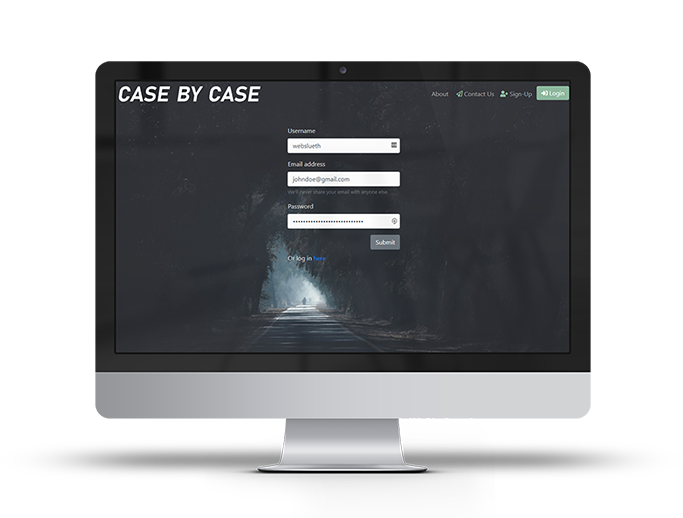 CASE BY CASE
About Contact Us Sign-Up Login
Username
webslueth
Email address
johndoe@gmail.com
We'll never share your email with anyone else.
Password
Submit
Or log in here